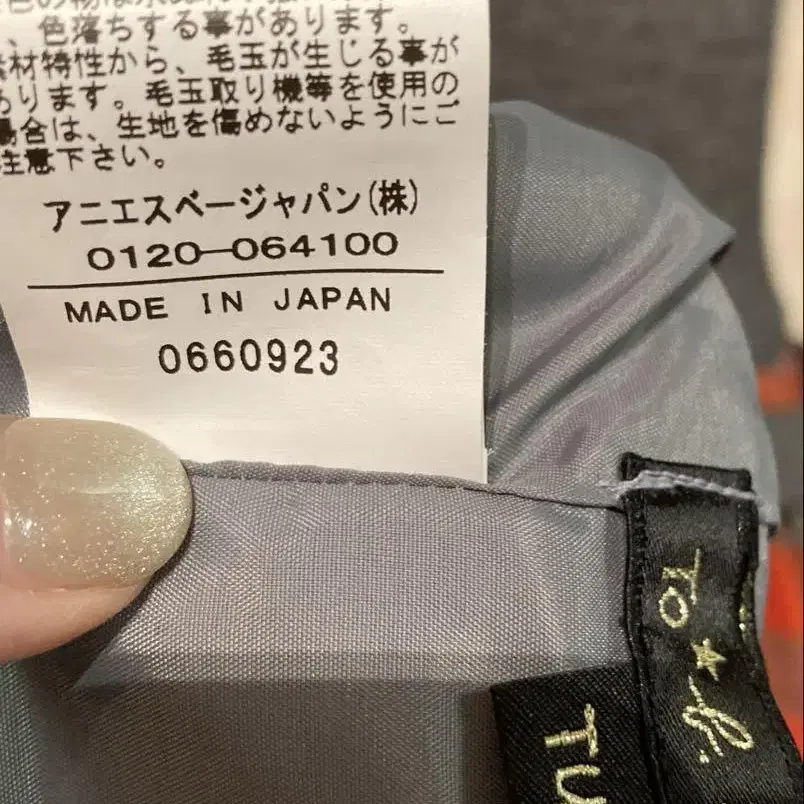 、色落ちする事があります。
素材特性から、毛玉が生じる事が
あります。毛玉取り機等を使用の
場合は、生地を傷めないようにご
注意下さい。
アニエスベージャパン(株)
0120-064100
MADE IN JAPAN
0660923
TO★b.
TU